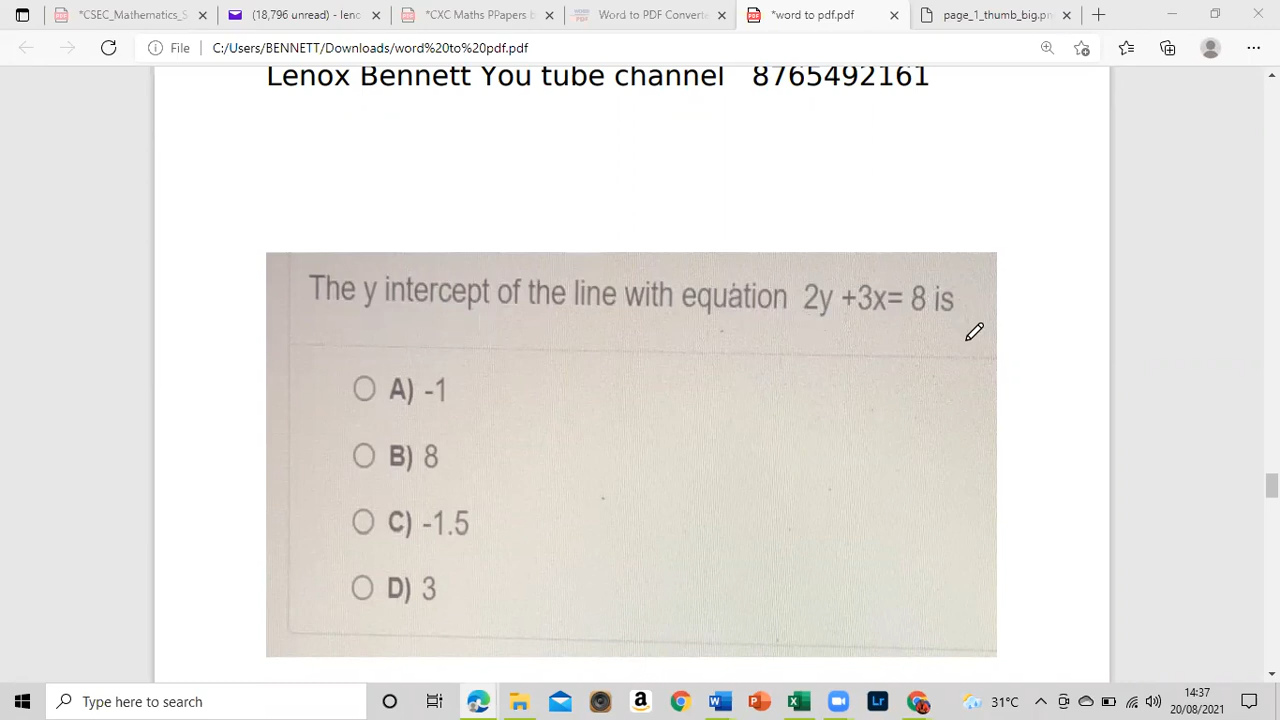 *CSEC_Mathematics_S
(18,796 unread) - lenc
*CXC Math PPapers b
Word to PDF Converte
*word to pdf.pdf
page_1_thumb_big.pn
File C:/Users/BENNETT/Downloads/word%20to%20pdf.pdf
Lenox Bennett You tube channel 8765492161
The y intercept of the line with equation 2y +3x= 8 is
A) -1
B) 8
C) -1.5
D) 3
Type here to search
31°C
24:37
20/08/2021